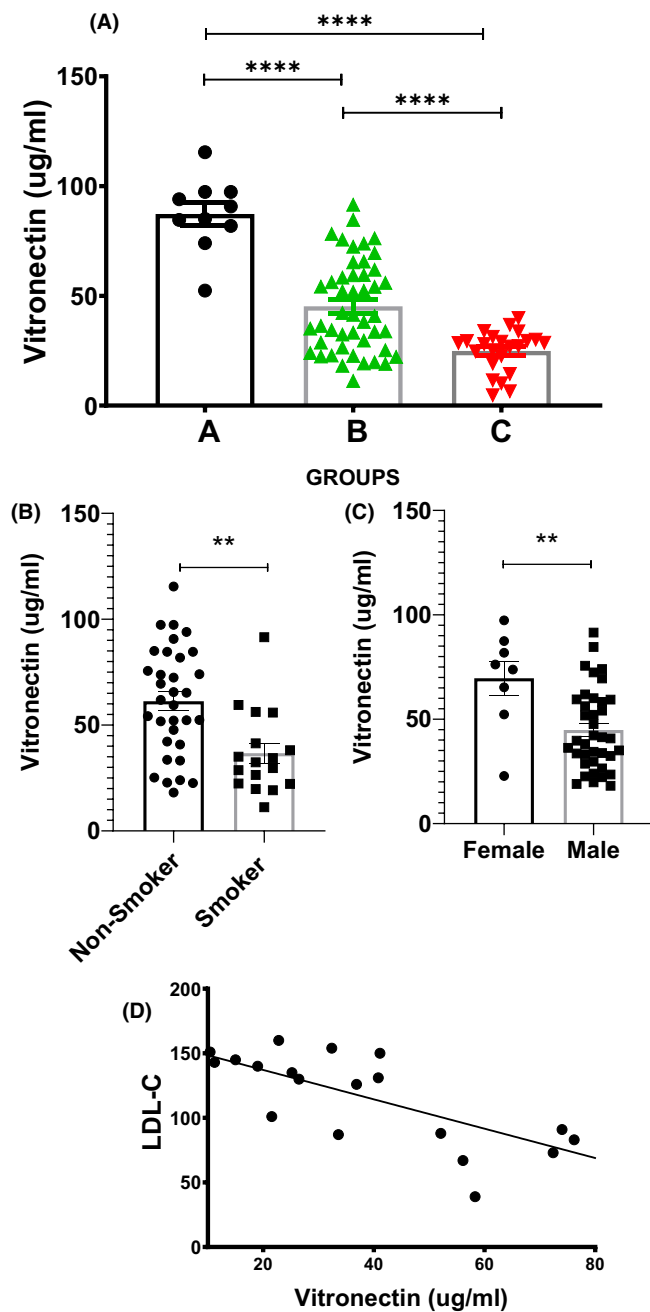 (A)
****
****
****
150
100
50
0
Vitronectin (ug/ml)
A B C
GROUPS
(B)
**
150
100
50
0
Vitronectin (ug/ml)
Non-Smoker
Smoker
(C)
**
150
100
50
0
Vitronectin (ug/ml)
Female Male
(D)
200
150
100
50
0
LDL-C
20 40 60 80
Vitronectin (ug/ml)